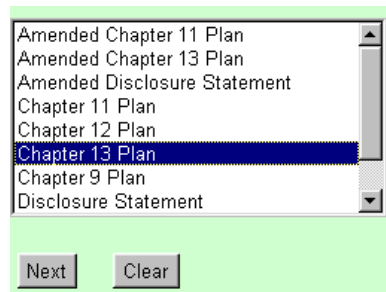 Amended Chapter 11 Plan
Amended Chapter 13 Plan
Amended Disclosure Statement
Chapter 11 Plan
Chapter 12 Plan
Chapter 13 Plan
Chapter 9 Plan
Disclosure Statement
Next Clear